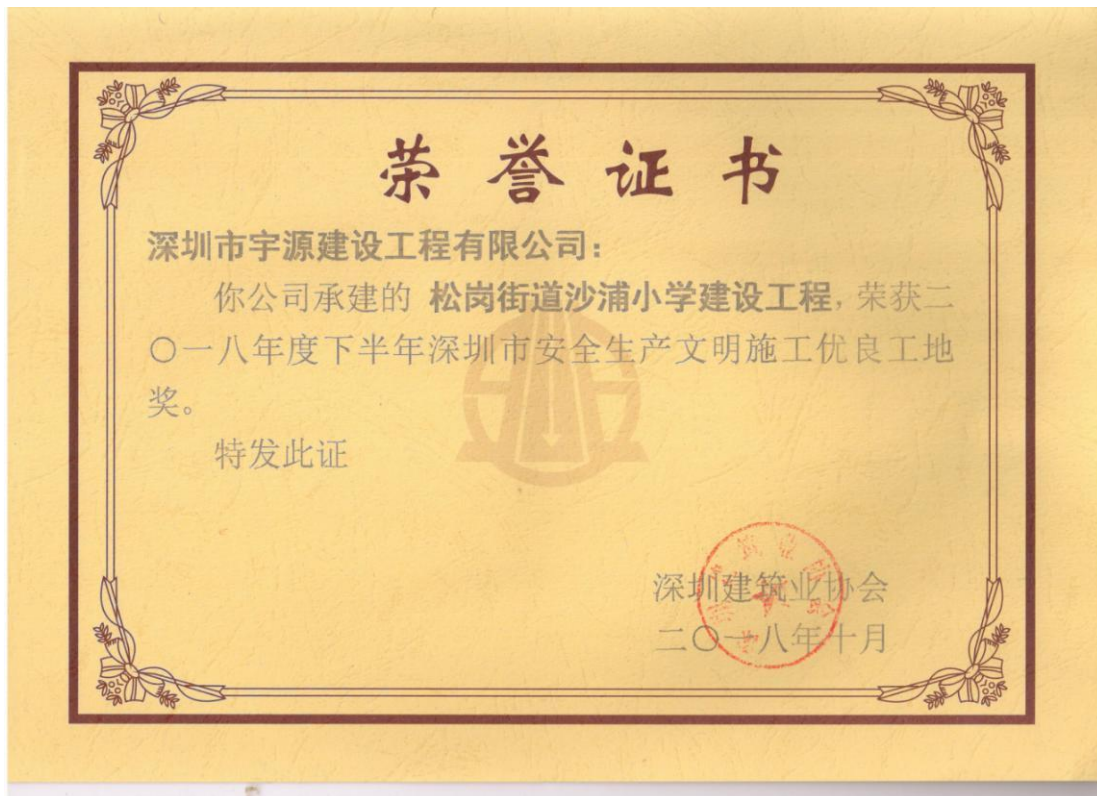 荣誉证书
深圳市宇源建设工程有限公司：
你公司承建的 松岗街道沙浦小学建设工程，荣获二
〇一八年度下半年深圳市安全生产文明施工优良工地
奖。
特发此证
深圳建筑业协会
二〇一八年十月